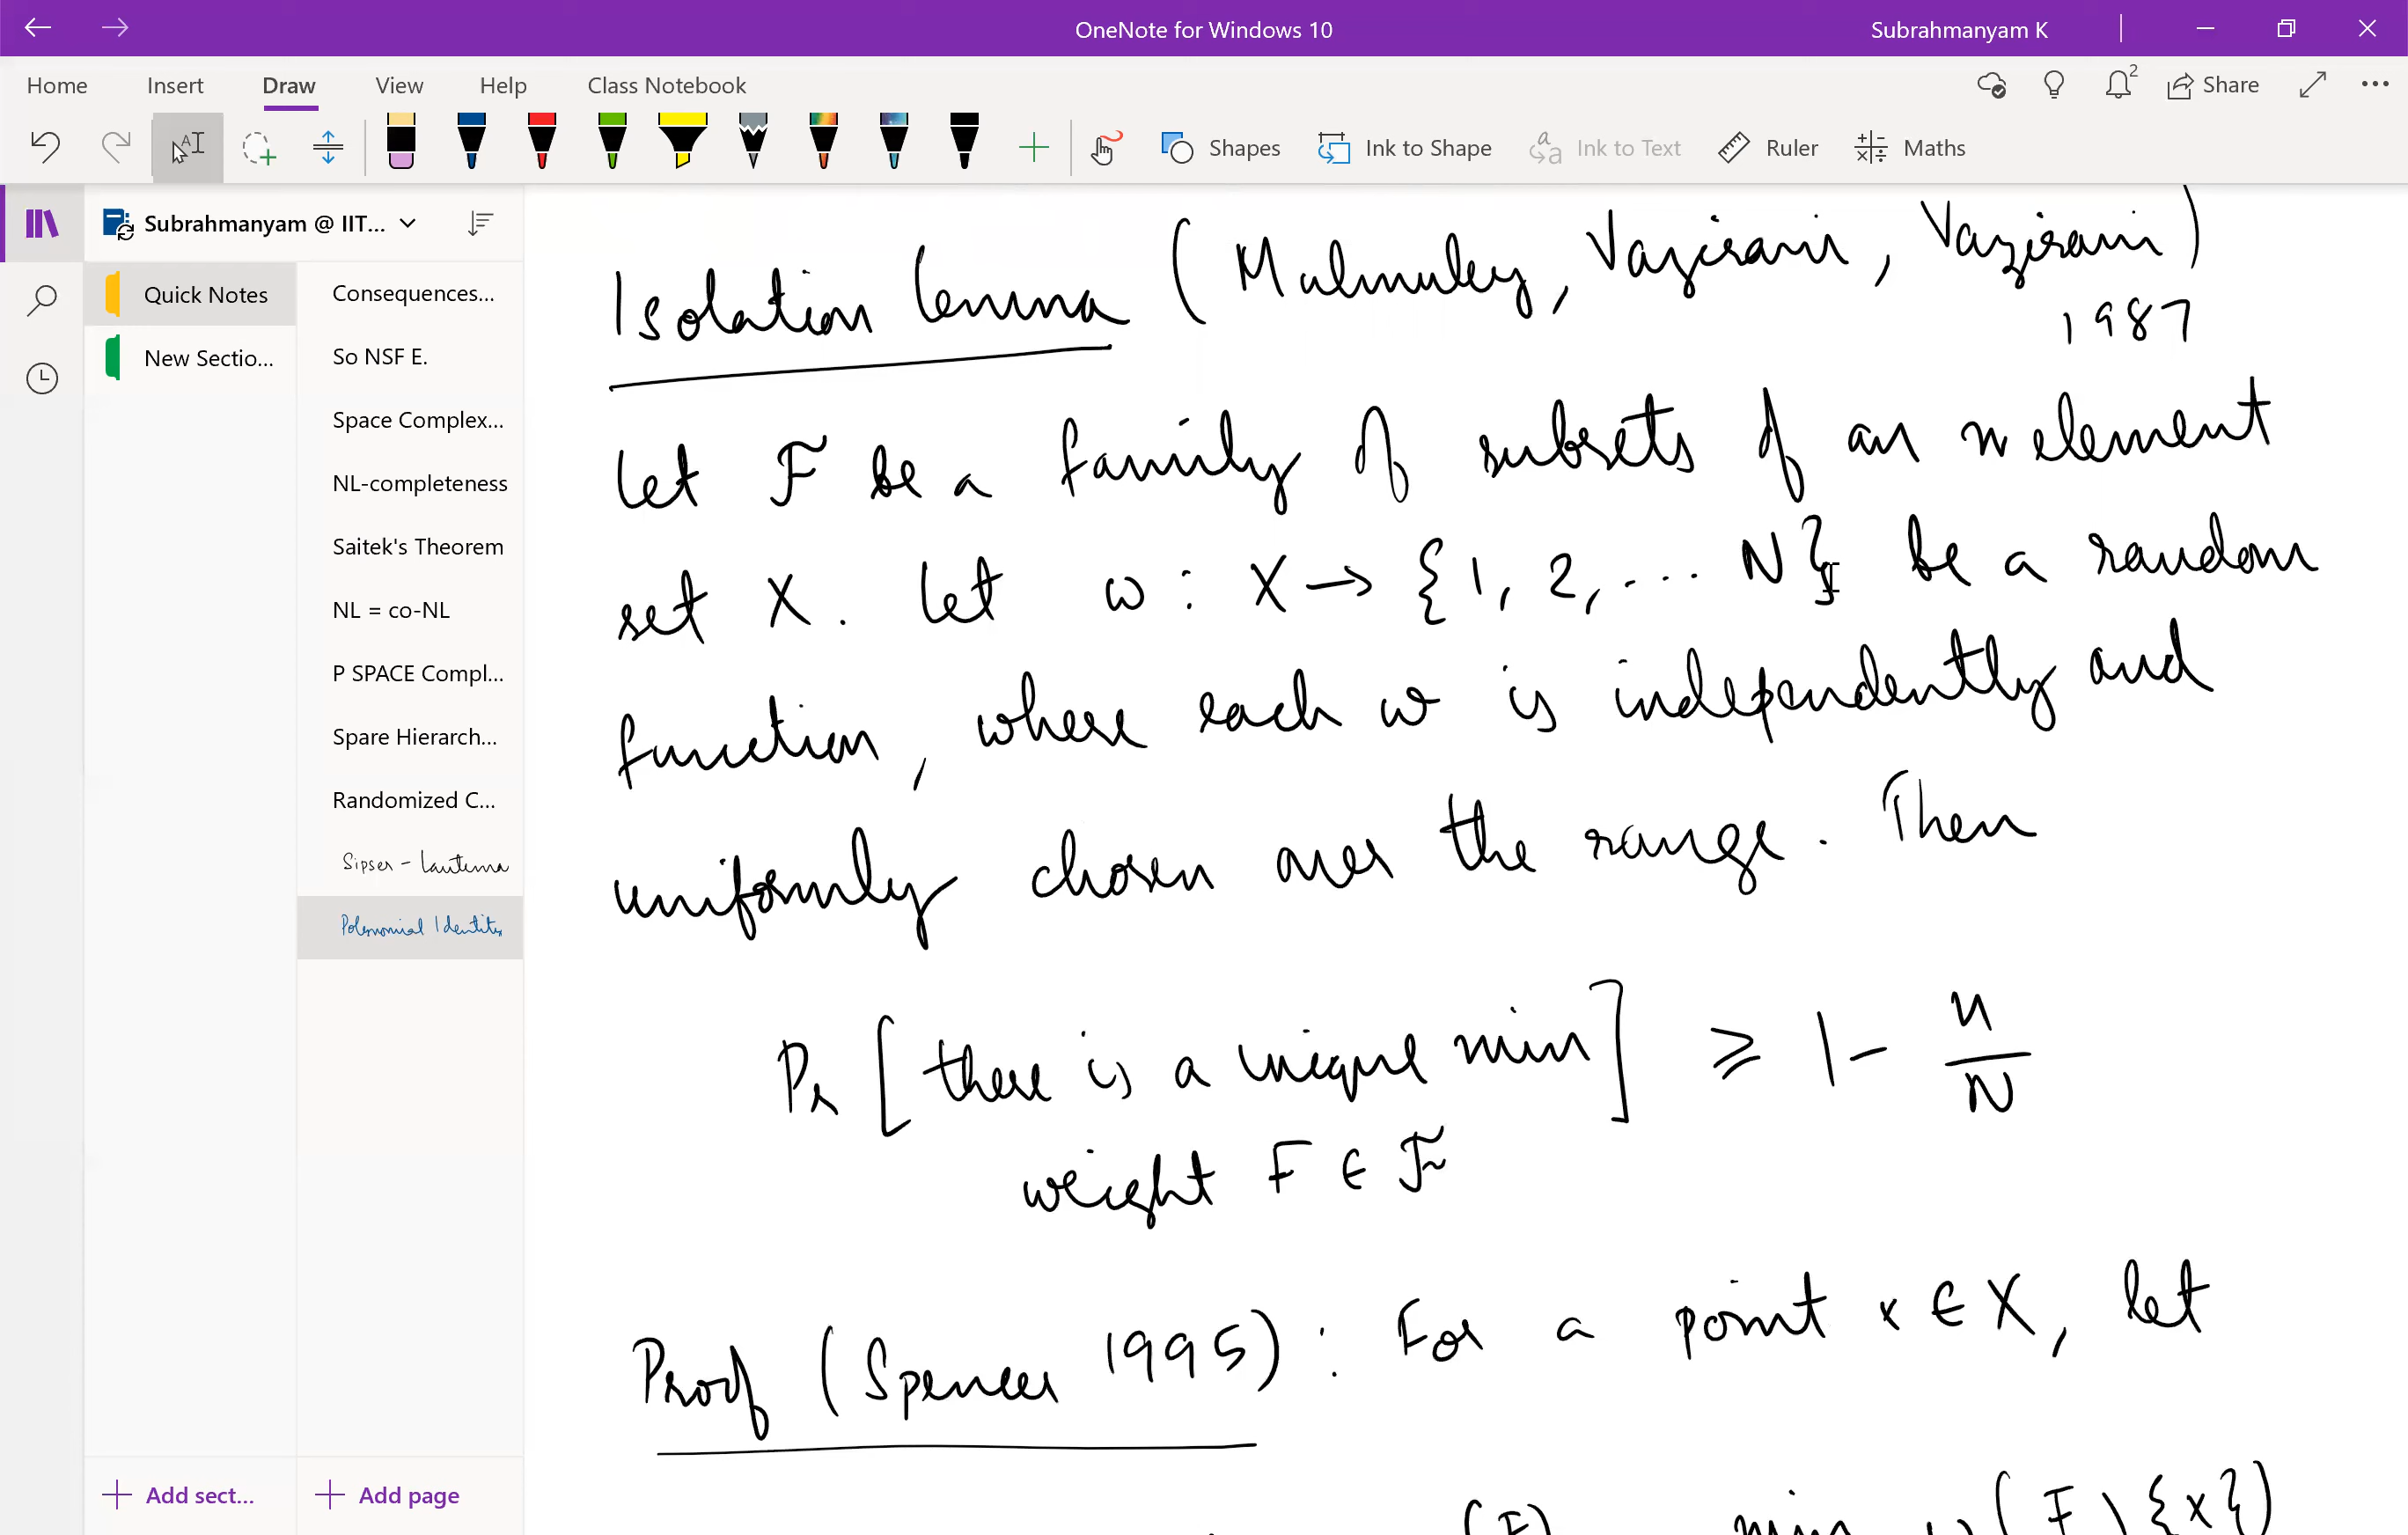 OneNote for Windows 10
Subrahmanyam K
Home Insert Draw View Help Class Notebook
2 Share
Shapes Ink to Shape Ink to Text Ruler Maths
Subrahmanyam @ IIT...
Quick Notes
New Sectio...
Consequences...
So NSF E.
Space Complex...
NL-completeness
Saitek's Theorem
NL = co-NL
P SPACE Compl...
Spare Hierarch...
Randomized C...
Sipser - Lautema
Polynomial Identity
Add sect...
Add page
Isolation Lemma (Mulmuley, Vazirani, Vazirani)
1987
Let F be a family of subsets of an n element
set X. Let w : X → {1, 2, ... N} be a random
function, where each w is independently and
uniformly chosen over the range. Then
Pr [there is a unique min] ≥ 1 - n/N
weight F ∈ F
Proof (Spencer 1995) : For a point x ∈ X, let
(F) min w(F \ {x})